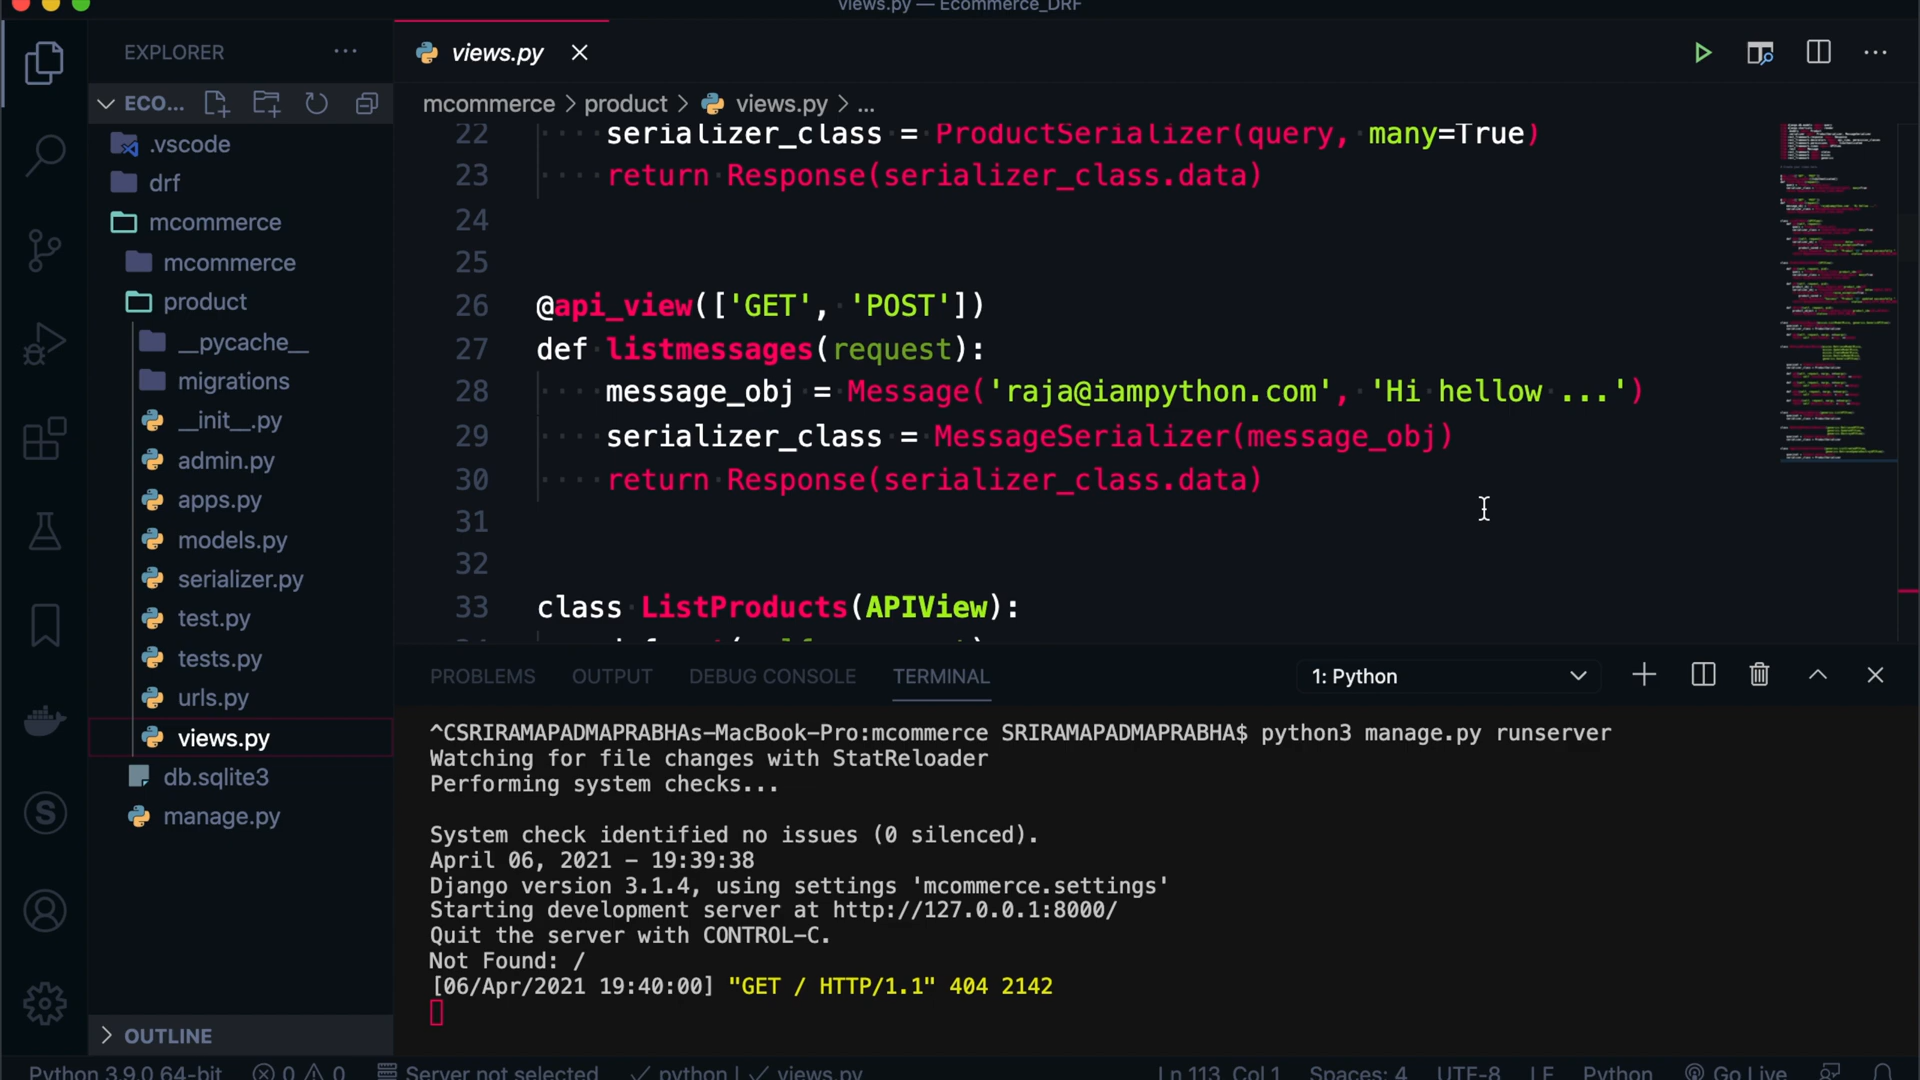 views.py — Ecommerce_DRF
EXPLORER
views.py
ECO...
mcommerce > product > views.py > ...
.vscode
drf
mcommerce
mcommerce
product
__pycache__
migrations
__init__.py
admin.py
apps.py
models.py
serializer.py
test.py
tests.py
urls.py
views.py
db.sqlite3
manage.py
OUTLINE
22 serializer_class = ProductSerializer(query, many=True)
23 return Response(serializer_class.data)
24
25
26 @api_view(['GET', 'POST'])
27 def listmessages(request):
28 message_obj = Message('raja@iampython.com', 'Hi hellow ...')
29 serializer_class = MessageSerializer(message_obj)
30 return Response(serializer_class.data)
31
32
33 class ListProducts(APIView):
PROBLEMS OUTPUT DEBUG CONSOLE TERMINAL 1: Python
^CSRIRAMAPADMAPRABHAs-MacBook-Pro:mcommerce SRIRAMAPADMAPRABHA$ python3 manage.py runserver
Watching for file changes with StatReloader
Performing system checks...
System check identified no issues (0 silenced).
April 06, 2021 - 19:39:38
Django version 3.1.4, using settings 'mcommerce.settings'
Starting development server at http://127.0.0.1:8000/
Quit the server with CONTROL-C.
Not Found: /
[06/Apr/2021 19:40:00] "GET / HTTP/1.1" 404 2142
Python 3.9.0 64-bit 0 0 Server not selected python | views.py Ln 113, Col 1 Spaces: 4 UTF-8 LF Python Go Live